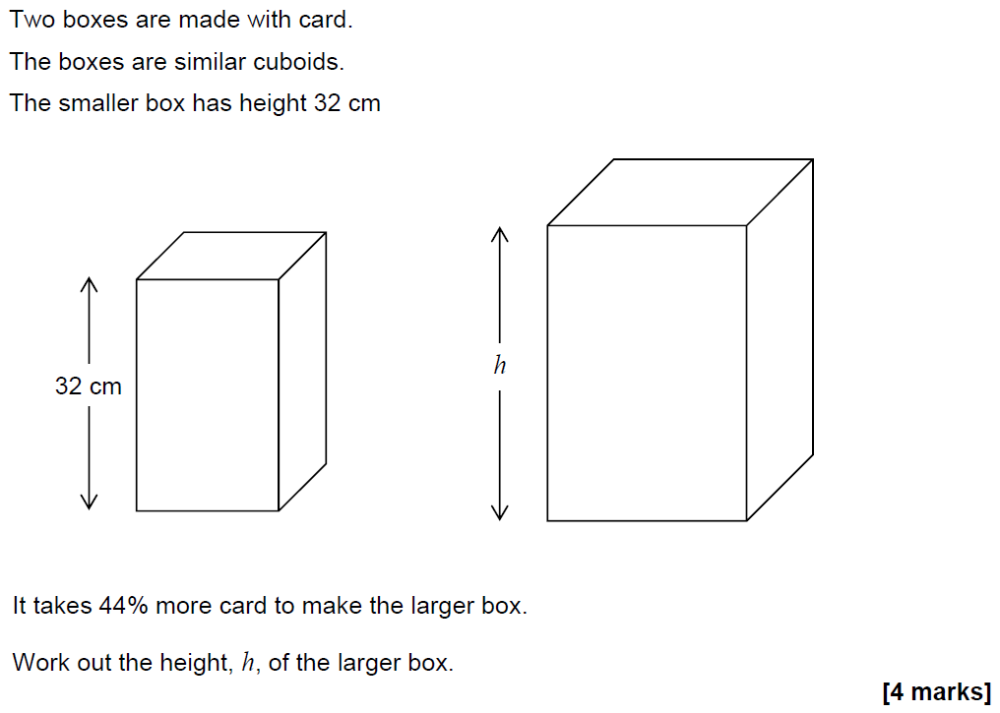 Two boxes are made with card.
The boxes are similar cuboids.
The smaller box has height 32 cm
32 cm
h
It takes 44% more card to make the larger box.
Work out the height, h, of the larger box.
[4 marks]